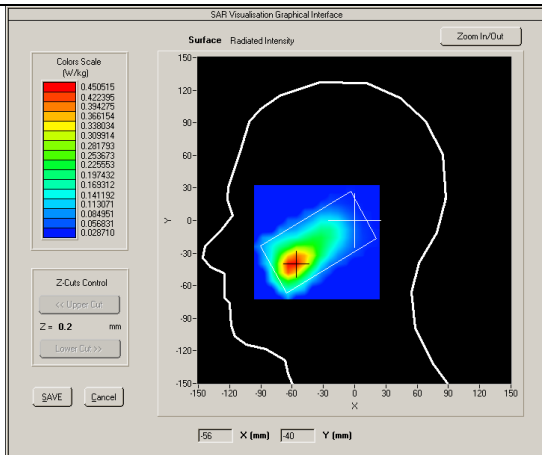 SAR Visualisation Graphical Interface
Surface Radiated Intensity
Zoom In/Out
Colors Scale
(W/kg)
0.450515
0.422395
0.394275
0.366154
0.338034
0.309914
0.281793
0.253673
0.225553
0.197432
0.169312
0.141192
0.113071
0.084951
0.056831
0.028710
Z-Cuts Control
<< Upper Cut
Z = 0.2 mm
Lower Cut >>
SAVE Cancel
150-
120-
90-
60-
30-
0-
-30-
-60-
-90-
-120-
-150-
Y
-150 -120 -90 -60 -30 0 30 60 90 120 150
X
-56 X (mm) -40 Y (mm)